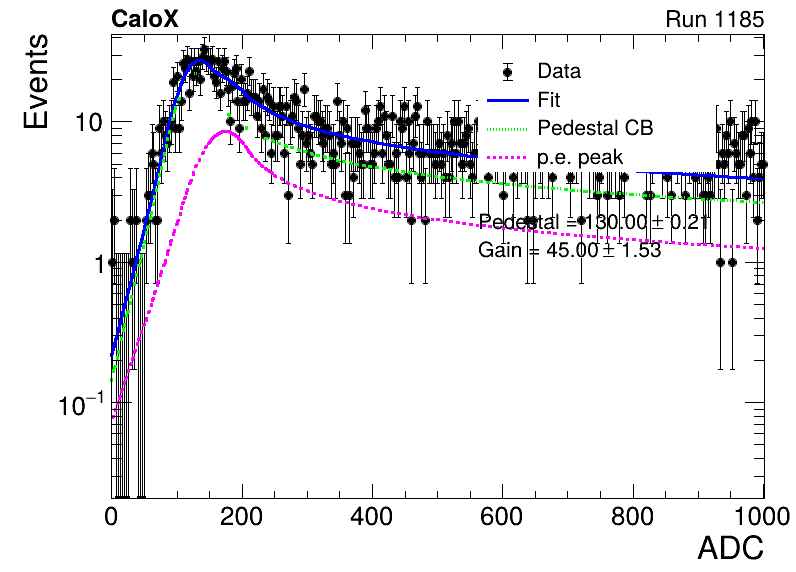 CaloX Run 1185
Events
Data
Fit
Pedestal CB
p.e. peak
Pedestal = 130.00 ± 0.21
Gain = 45.00 ± 1.53
10
1
10⁻¹
0 200 400 600 800 1000
ADC